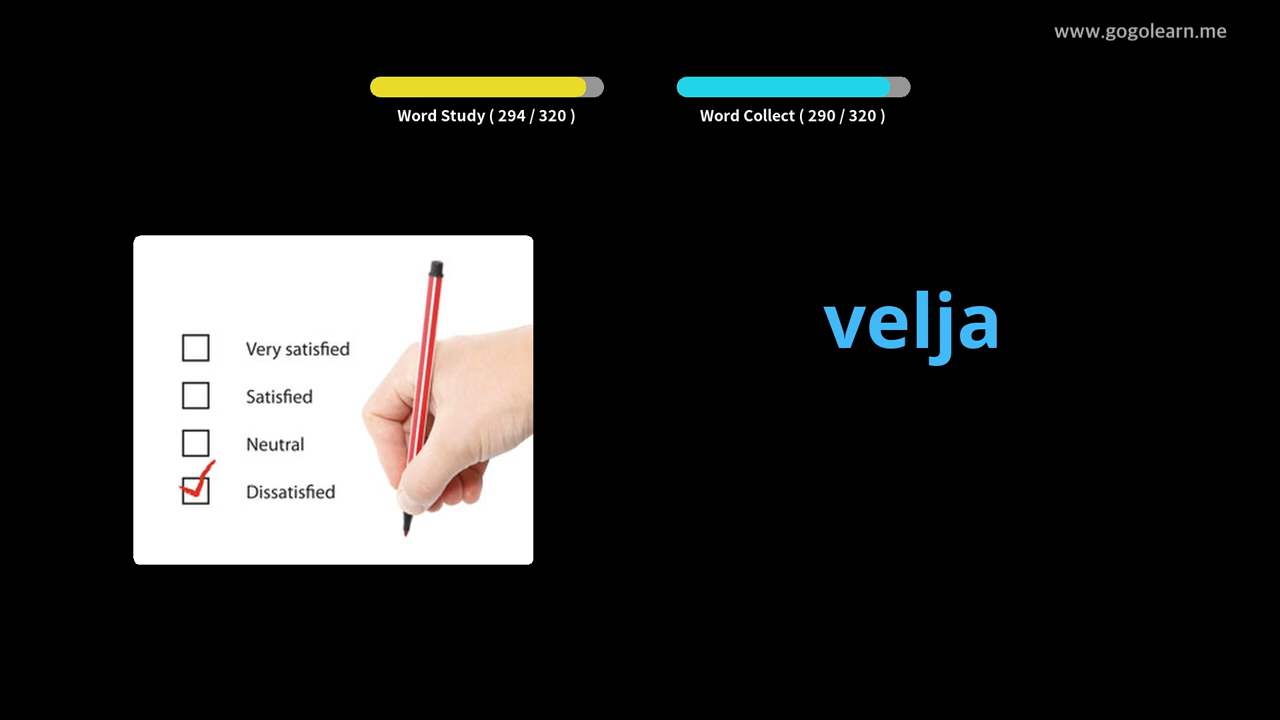 www.gogolearn.me
Word Study ( 294 / 320 )
Word Collect ( 290 / 320 )
velja
Very satisfied
Satisfied
Neutral
Dissatisfied